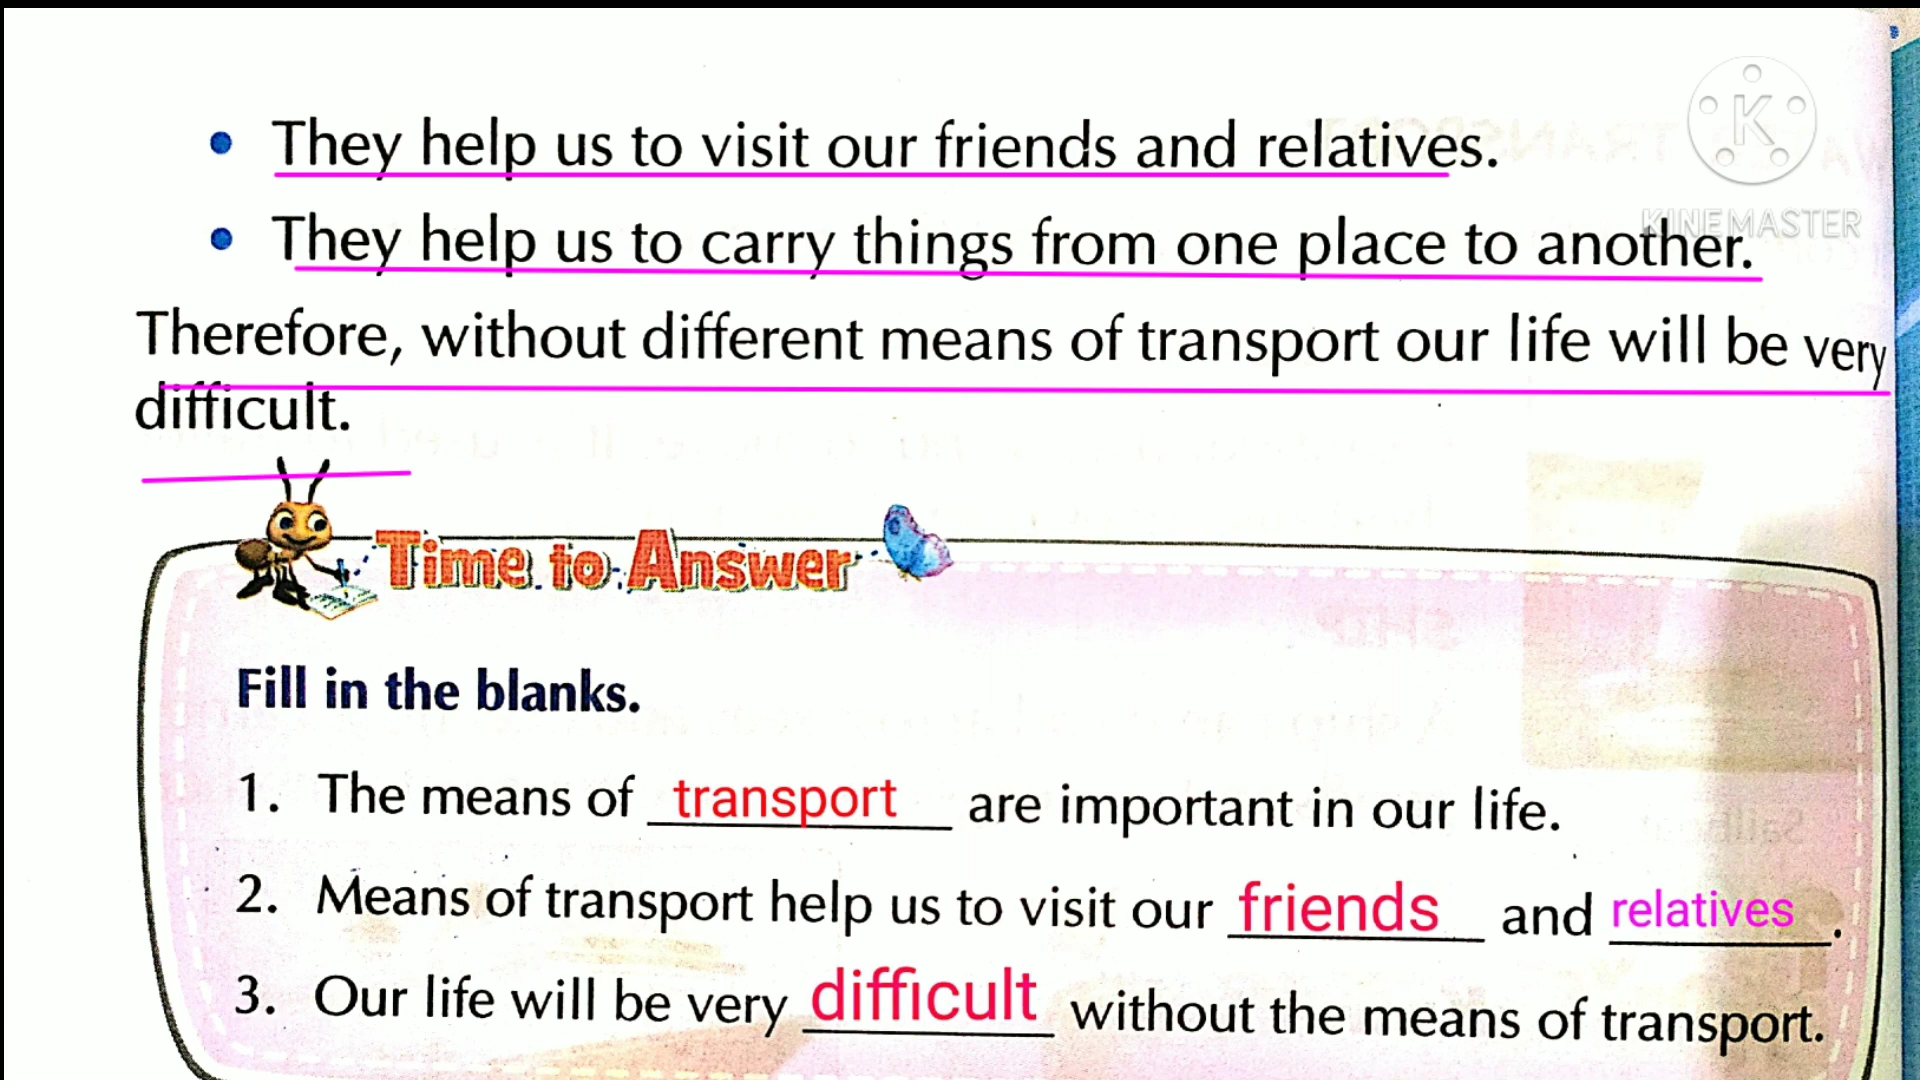 • They help us to visit our friends and relatives.
• They help us to carry things from one place to another.
Therefore, without different means of transport our life will be very
difficult.
K
KINEMASTER
Time to Answer
Fill in the blanks.
1. The means of transport are important in our life.
2. Means of transport help us to visit our friends and relatives.
3. Our life will be very difficult without the means of transport.